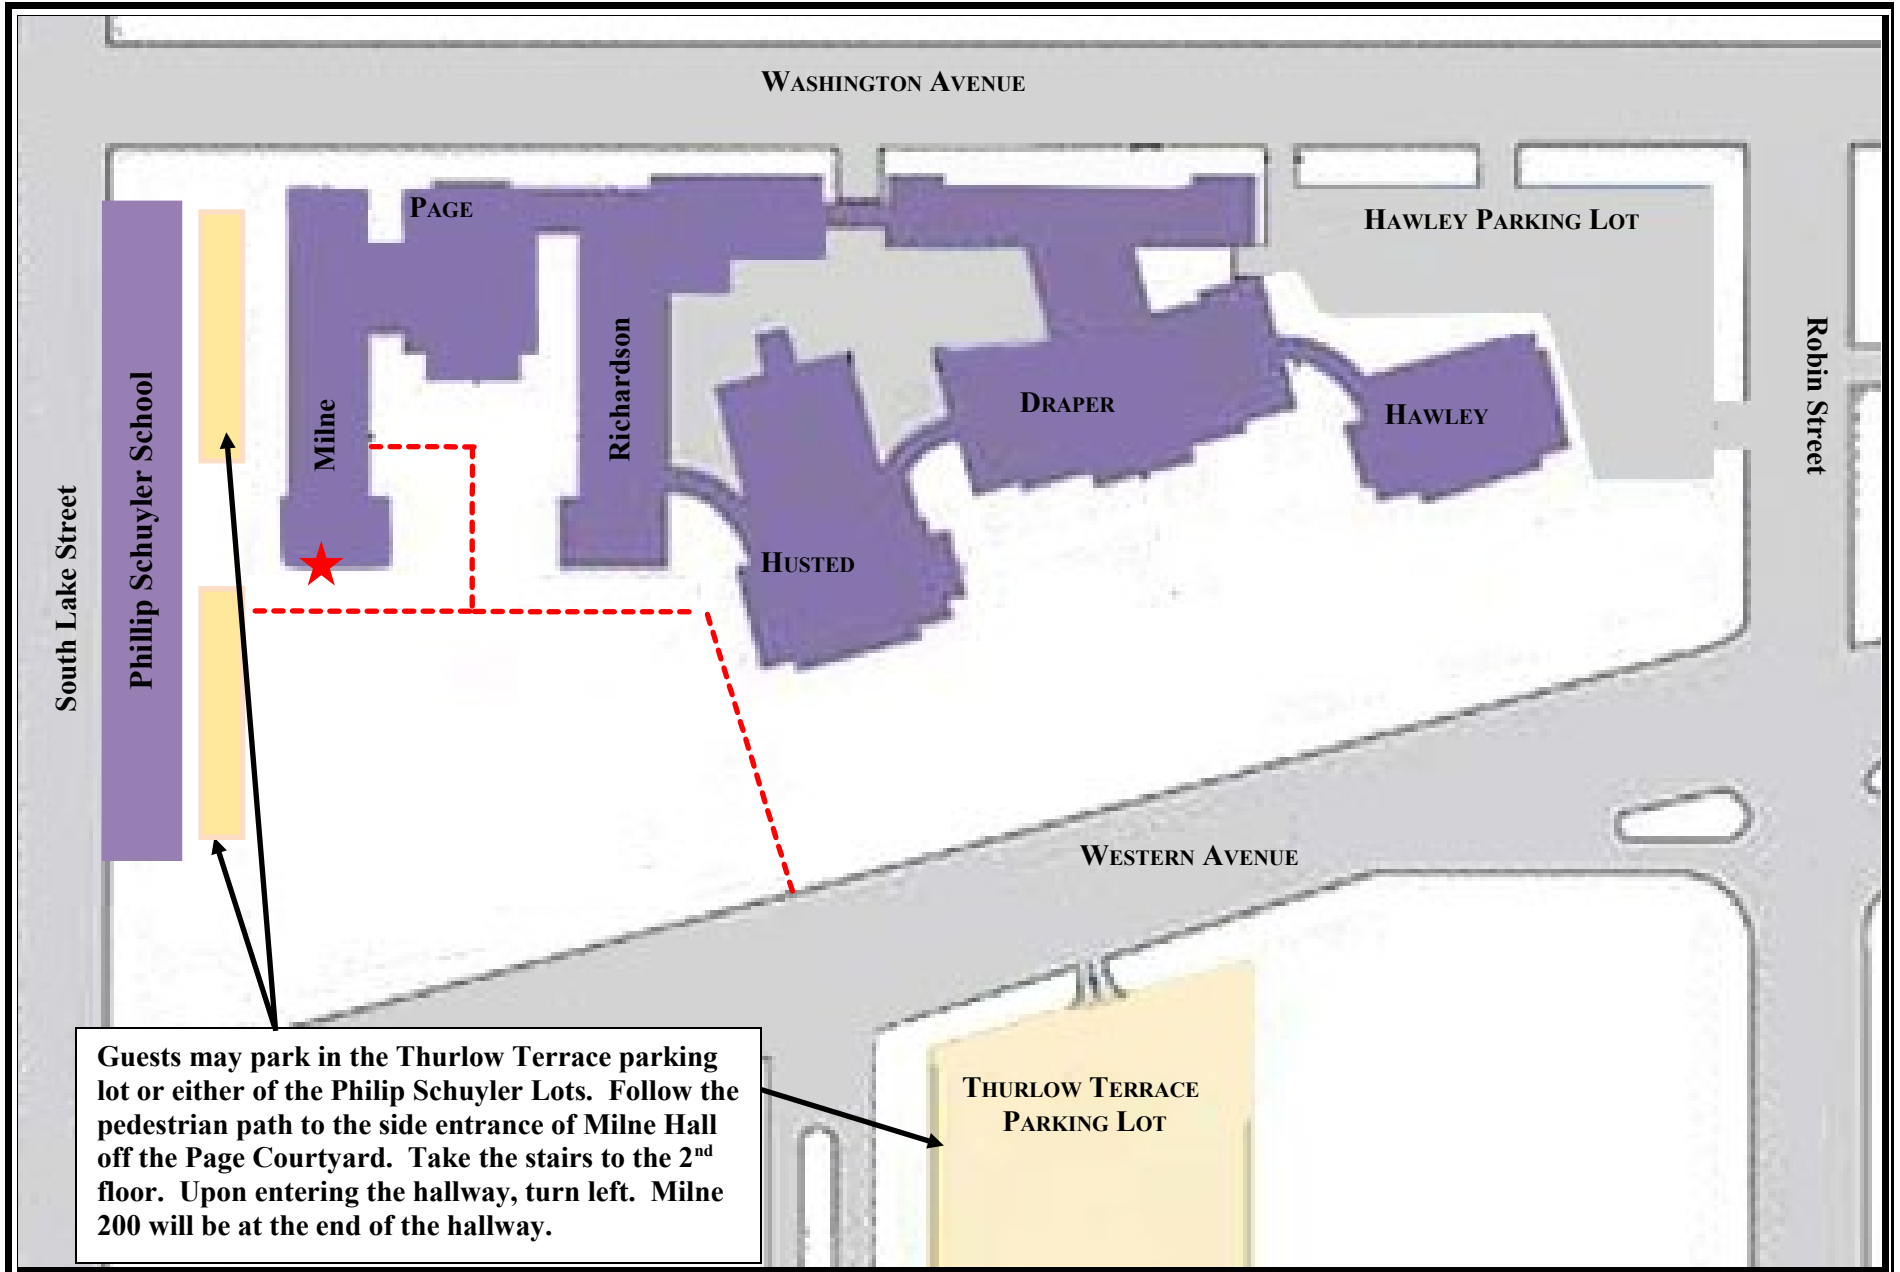 WASHINGTON AVENUE
PAGE
HAWLEY PARKING LOT
Milne
Richardson
DRAPER
HAWLEY
Robin Street
South Lake Street
Phillip Schuyler School
HUSTED
WESTERN AVENUE
Guests may park in the Thurlow Terrace parking
lot or either of the Philip Schuyler Lots. Follow the
pedestrian path to the side entrance of Milne Hall
off the Page Courtyard. Take the stairs to the 2nd
floor. Upon entering the hallway, turn left. Milne
200 will be at the end of the hallway.
THURLOW TERRACE
PARKING LOT